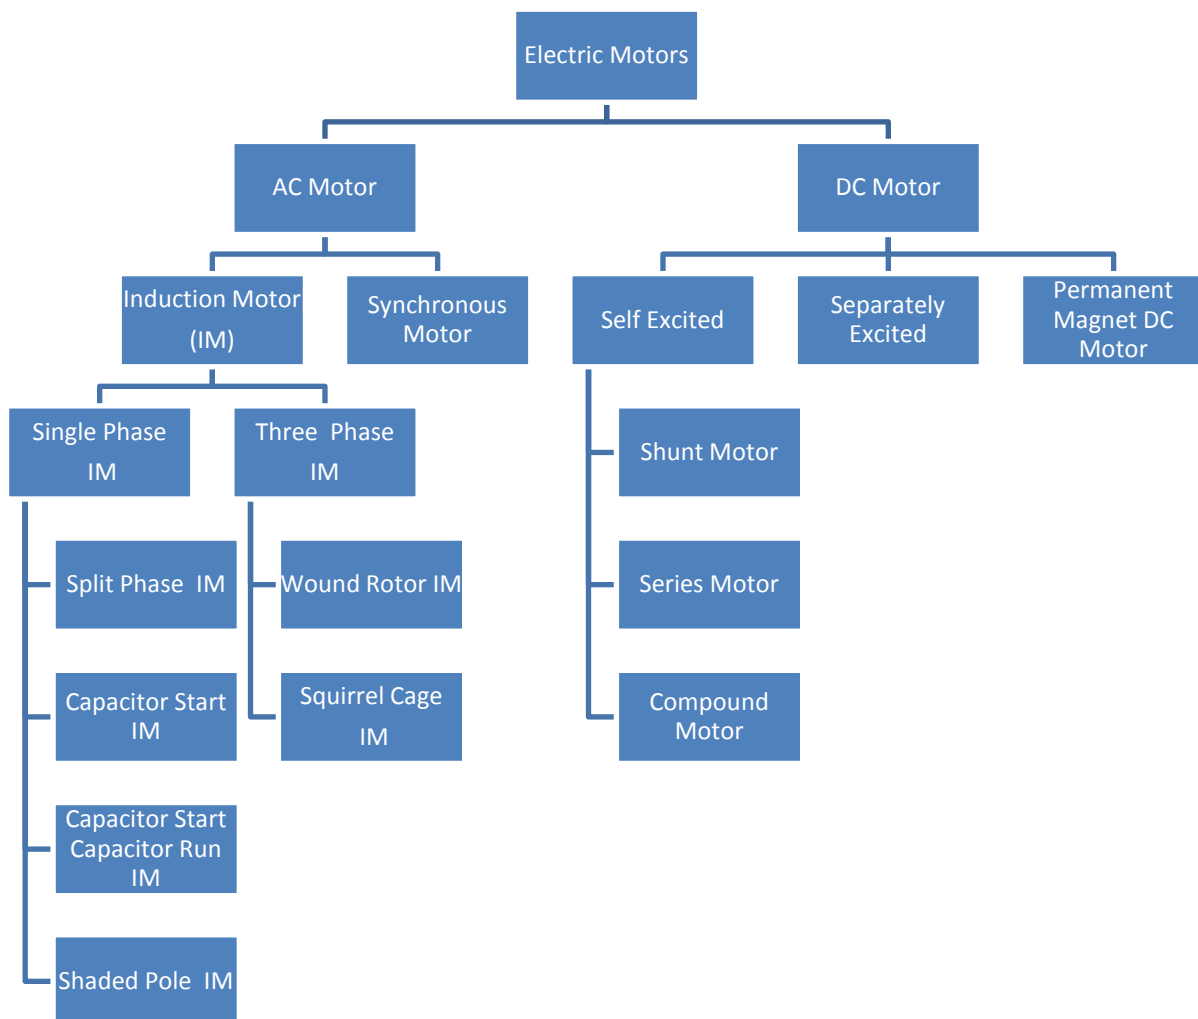 Electric Motors
AC Motor
DC Motor
Induction Motor
(IM)
Synchronous
Motor
Self Excited
Separately
Excited
Permanent
Magnet DC
Motor
Single Phase
IM
Three  Phase
IM
Shunt Motor
Split Phase  IM
Wound Rotor IM
Series Motor
Capacitor Start
IM
Squirrel Cage
IM
Compound
Motor
Capacitor Start
Capacitor Run
IM
Shaded Pole  IM